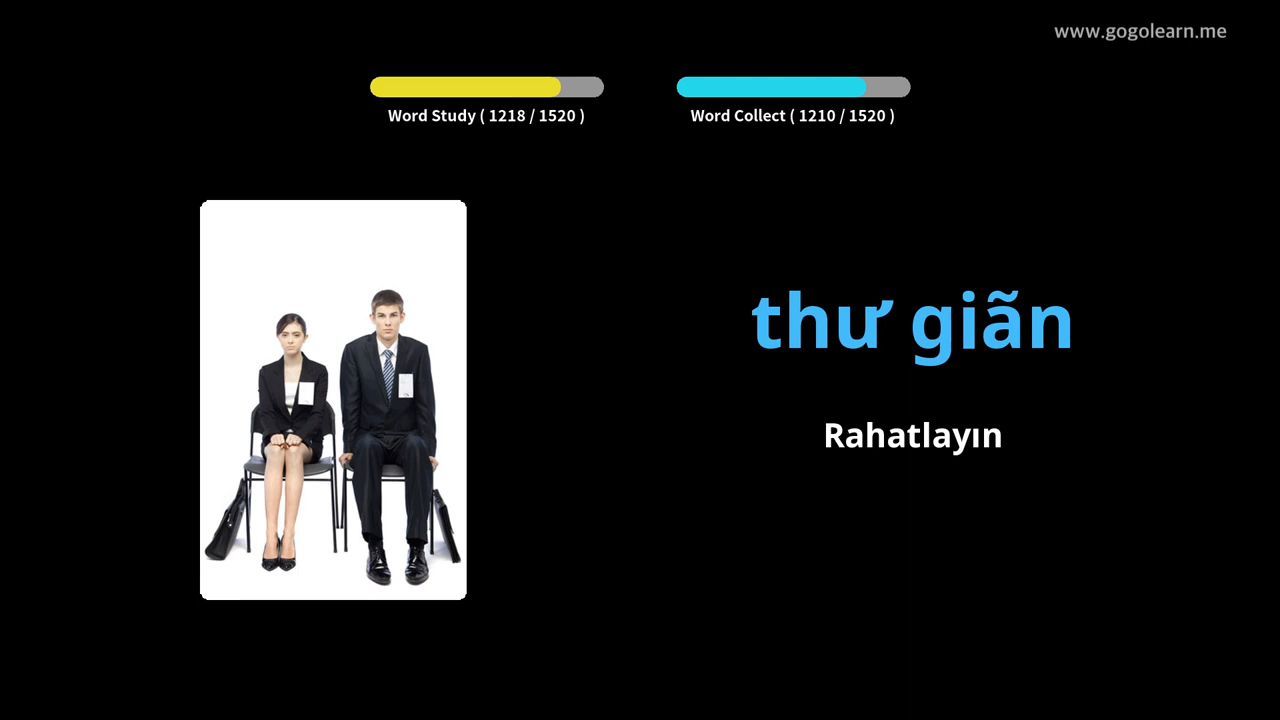 www.gogolearn.me
Word Study ( 1218 / 1520 )
Word Collect ( 1210 / 1520 )
thư giãn
Rahatlayın